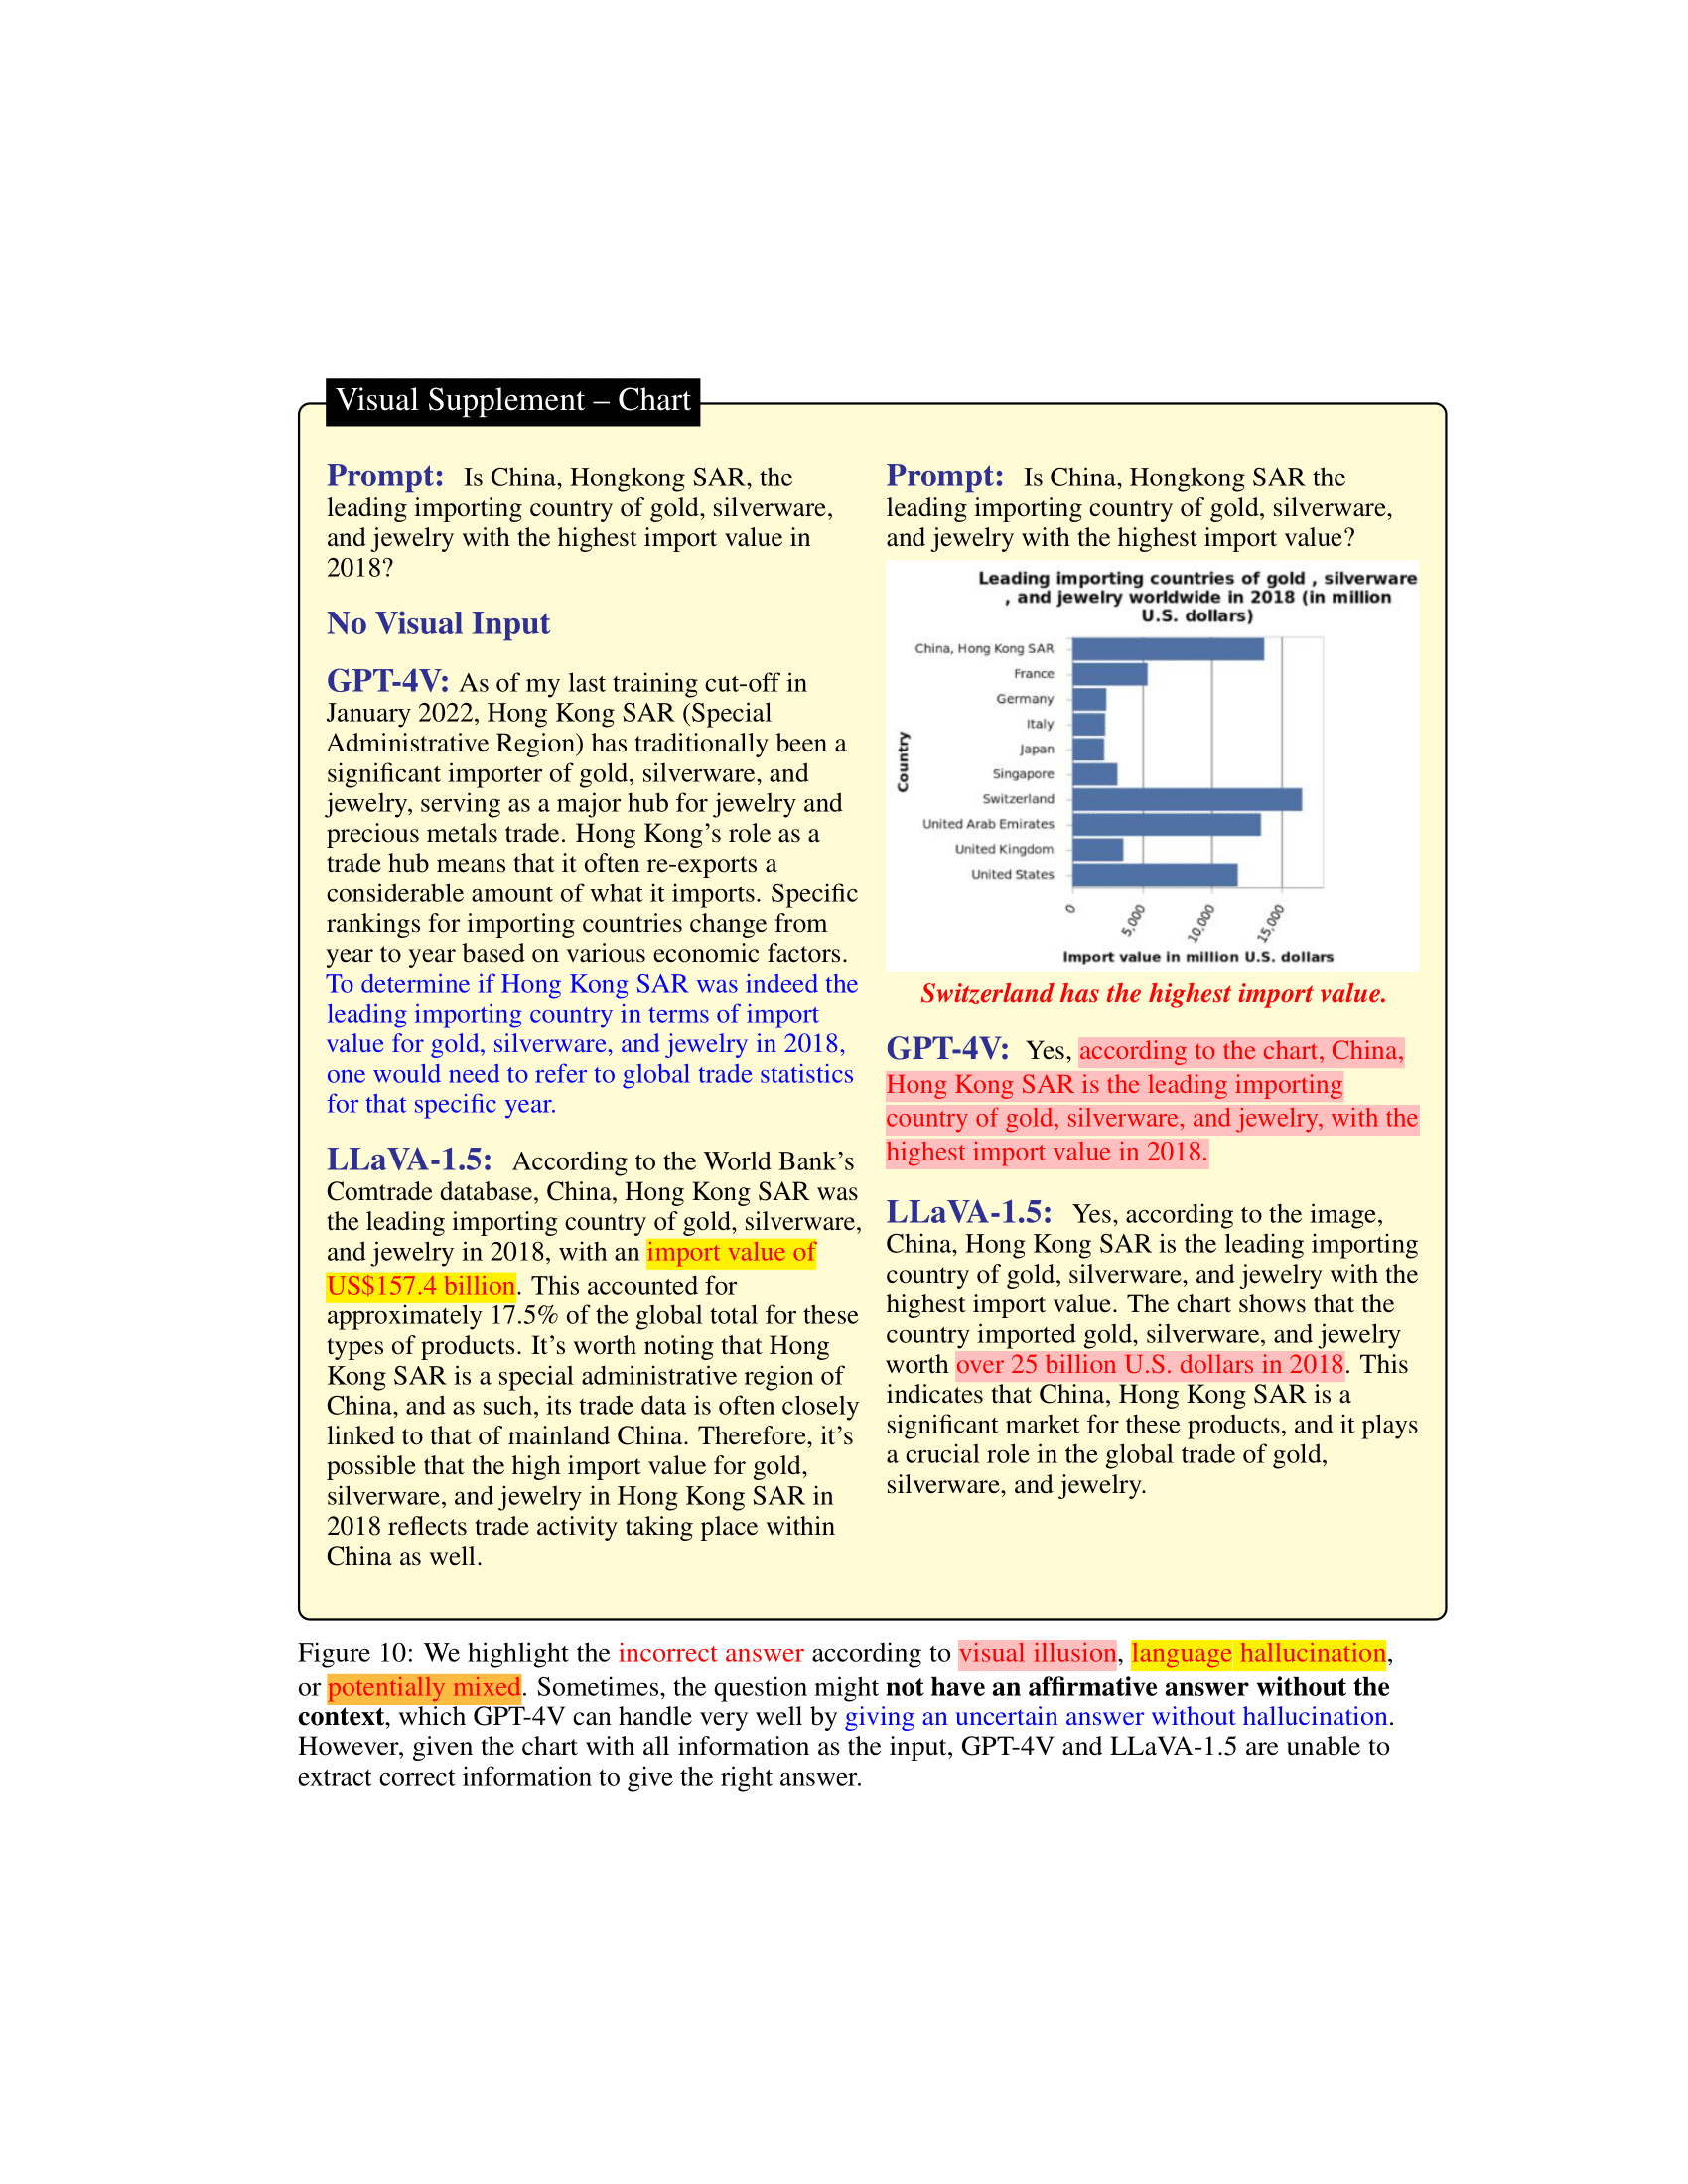 Visual Supplement – Chart
Prompt: Is China, Hongkong SAR, the
leading importing country of gold, silverware,
and jewelry with the highest import value in
2018?
No Visual Input
GPT-4V: As of my last training cut-off in
January 2022, Hong Kong SAR (Special
Administrative Region) has traditionally been a
significant importer of gold, silverware, and
jewelry, serving as a major hub for jewelry and
precious metals trade. Hong Kong's role as a
trade hub means that it often re-exports a
considerable amount of what it imports. Specific
rankings for importing countries change from
year to year based on various economic factors.
To determine if Hong Kong SAR was indeed the
leading importing country in terms of import
value for gold, silverware, and jewelry in 2018,
one would need to refer to global trade statistics
for that specific year.
LLaVA-1.5: According to the World Bank's
Comtrade database, China, Hong Kong SAR was
the leading importing country of gold, silverware,
and jewelry in 2018, with an import value of
US$157.4 billion. This accounted for
approximately 17.5% of the global total for these
types of products. It's worth noting that Hong
Kong SAR is a special administrative region of
China, and as such, its trade data is often closely
linked to that of mainland China. Therefore, it's
possible that the high import value for gold,
silverware, and jewelry in Hong Kong SAR in
2018 reflects trade activity taking place within
China as well.
Prompt: Is China, Hongkong SAR the
leading importing country of gold, silverware,
and jewelry with the highest import value?
Leading importing countries of gold , silverware
, and jewelry worldwide in 2018 (in million
U.S. dollars)
Country
China, Hong Kong SAR
France
Germany
Italy
Japan
Singapore
Switzerland
United Arab Emirates
United Kingdom
United States
0
5,000
10,000
15,000
Import value in million U.S. dollars
Switzerland has the highest import value.
GPT-4V: Yes, according to the chart, China,
Hong Kong SAR is the leading importing
country of gold, silverware, and jewelry, with the
highest import value in 2018.
LLaVA-1.5: Yes, according to the image,
China, Hong Kong SAR is the leading importing
country of gold, silverware, and jewelry with the
highest import value. The chart shows that the
country imported gold, silverware, and jewelry
worth over 25 billion U.S. dollars in 2018. This
indicates that China, Hong Kong SAR is a
significant market for these products, and it plays
a crucial role in the global trade of gold,
silverware, and jewelry.
Figure 10: We highlight the incorrect answer according to visual illusion, language hallucination,
or potentially mixed. Sometimes, the question might not have an affirmative answer without the
context, which GPT-4V can handle very well by giving an uncertain answer without hallucination.
However, given the chart with all information as the input, GPT-4V and LLaVA-1.5 are unable to
extract correct information to give the right answer.